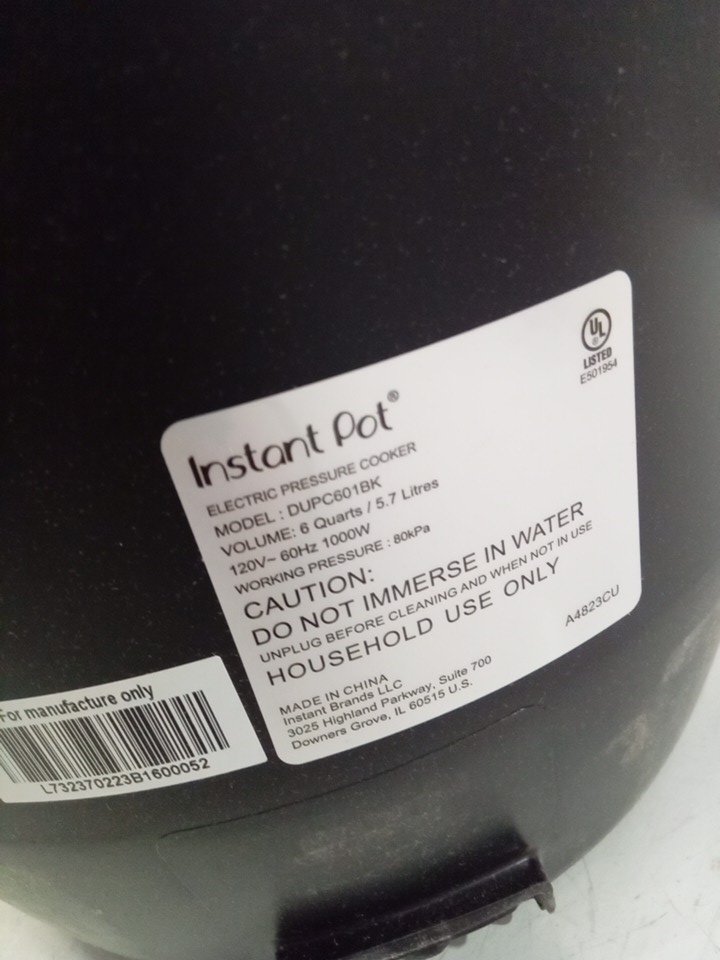 UL
®
LISTED
E501954
Instant Pot®
ELECTRIC PRESSURE COOKER
MODEL : DUPC601BK
VOLUME: 6 Quarts / 5.7 Litres
120V~ 60Hz 1000W
WORKING PRESSURE : 80kPa
CAUTION:
DO NOT IMMERSE IN WATER
UNPLUG BEFORE CLEANING AND WHEN NOT IN USE
HOUSEHOLD USE ONLY
A4823CU
MADE IN CHINA
Instant Brands LLC
3025 Highland Parkway, Suite 700
Downers Grove, IL 60515 U.S.
For manufacture only
L732370223B1600052